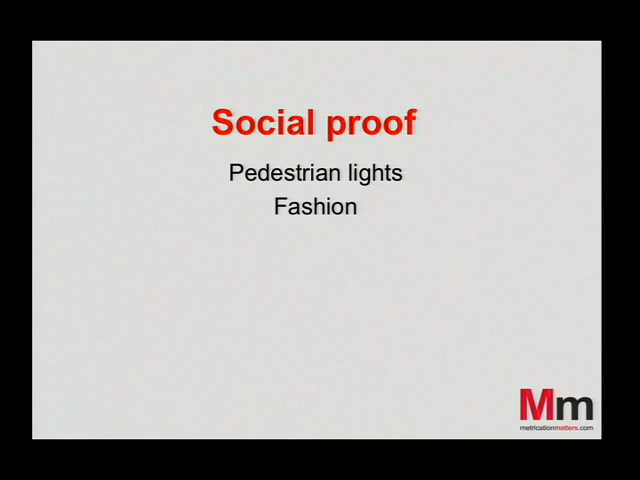 Social proof
Pedestrian lights
Fashion
Mm
metricationmatters.com